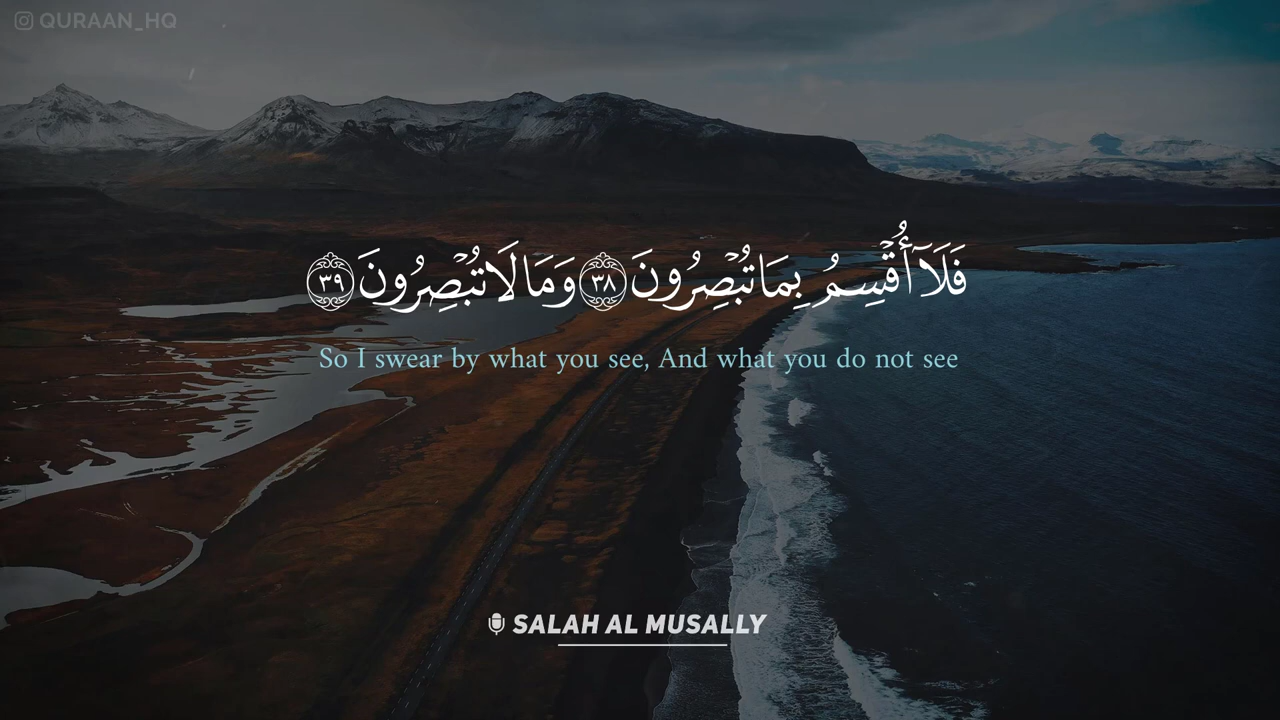 QURAAN_HQ
فَلَآ أُقْسِمُ بِمَا تُبْصِرُونَ ٣٨ وَمَا لَا تُبْصِرُونَ ٣٩
So I swear by what you see, And what you do not see
SALAH AL MUSALLY